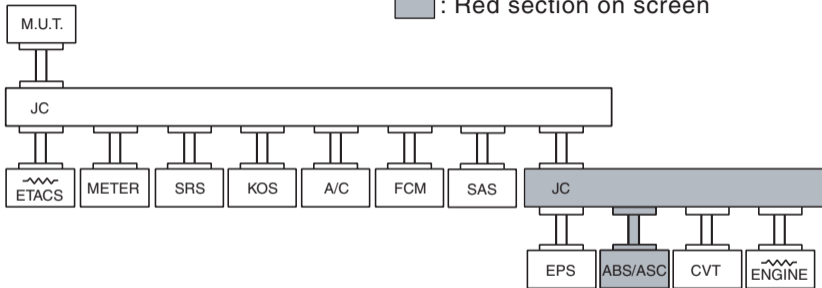 : Red section on screen
M.U.T.
JC
ETACS METER SRS KOS A/C FCM SAS JC
EPS ABS/ASC CVT ENGINE